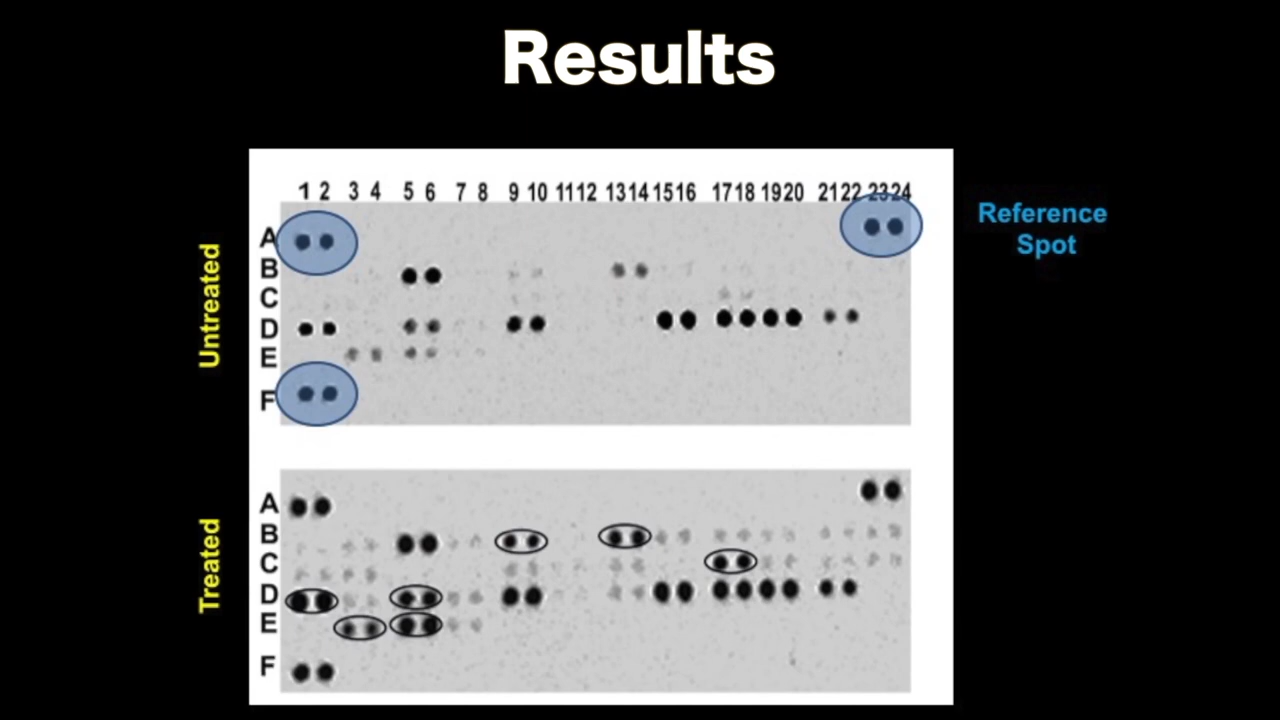 Results
1 2 3 4 5 6 7 8 9 10 11 12 13 14 15 16 17 18 19 20 21 22 23 24
Reference
Spot
Untreated
A
B
C
D
E
F
Treated
A
B
C
D
E
F